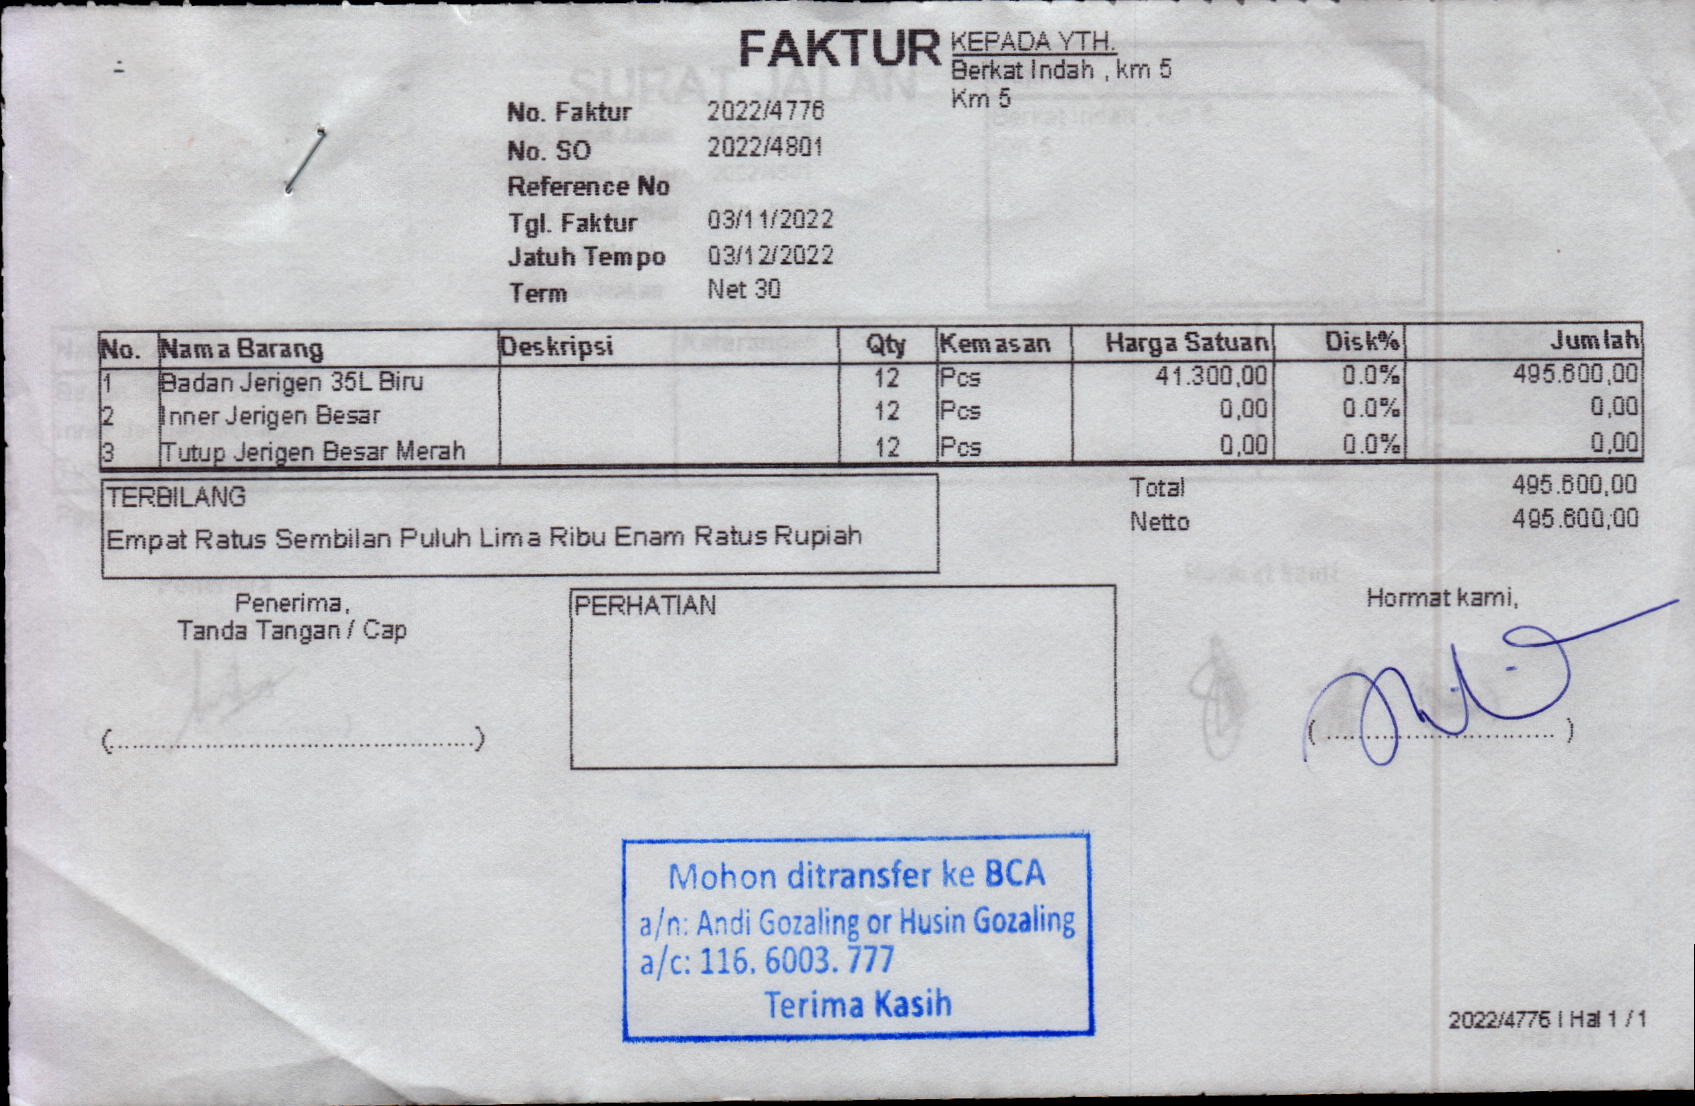 FAKTUR
KEPADA YTH.
Berkat Indah , km 5
Km 5
No. Faktur 2022/4776
No. SO 2022/4801
Reference No
Tgl. Faktur 03/11/2022
Jatuh Tempo 03/12/2022
Term Net 30
No. Nama Barang Deskripsi Qty Kemasan Harga Satuan Disk% Jumlah
1 Badan Jerigen 35L Biru 12 Pcs 41.300,00 0.0% 495.600,00
2 Inner Jerigen Besar 12 Pcs 0,00 0.0% 0,00
3 Tutup Jerigen Besar Merah 12 Pcs 0,00 0.0% 0,00
Total 495.600,00
Netto 495.600,00
TERBILANG
Empat Ratus Sembilan Puluh Lima Ribu Enam Ratus Rupiah
Penerima,
Tanda Tangan / Cap
(................................................)
PERHATIAN
Hormat kami,
(..............................)
Mohon ditransfer ke BCA
a/n: Andi Gozaling or Husin Gozaling
a/c: 116. 6003. 777
Terima Kasih
2022/4776 | Hal 1 / 1